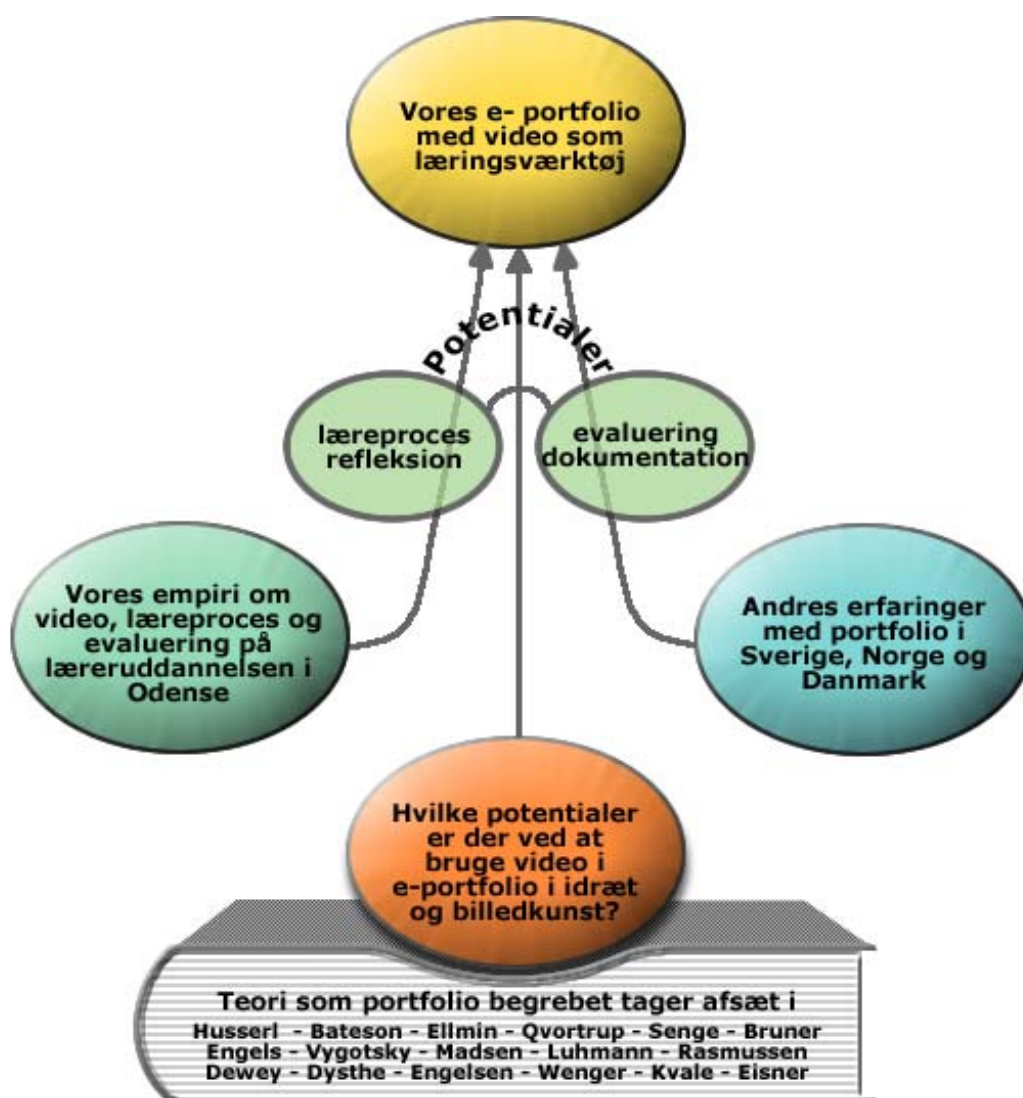 Vores e- portfolio
med video som
læringsværktøj
Potentialer
læreproces
refleksion
evaluering
dokumentation
Vores empiri om
video, læreproces og
evaluering på
læreruddannelsen i
Odense
Andres erfaringer
med portfolio i
Sverige, Norge og
Danmark
Hvilke potentialer
er der ved at
bruge video i
e-portfolio i idræt
og billedkunst?
Teori som portfolio begrebet tager afsæt i
Husserl - Bateson - Ellmin - Qvortrup - Senge - Bruner
Engels - Vygotsky - Madsen - Luhmann - Rasmussen
Dewey - Dysthe - Engelsen - Wenger - Kvale - Eisner